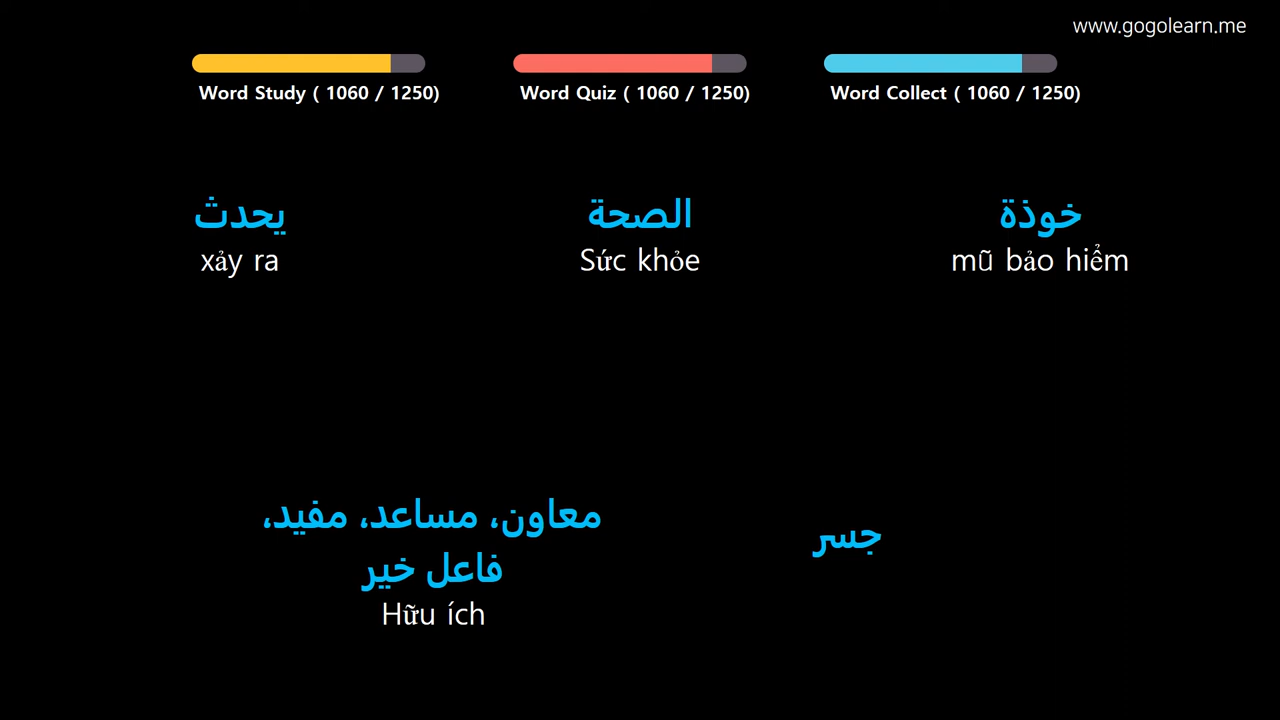 www.gogolearn.me
Word Study ( 1060 / 1250)
Word Quiz ( 1060 / 1250)
Word Collect ( 1060 / 1250)
يحدث
xảy ra
الصحة
Sức khỏe
خوذة
mũ bảo hiểm
معاون، مساعد، مفيد،
فاعل خير
Hữu ích
جسر